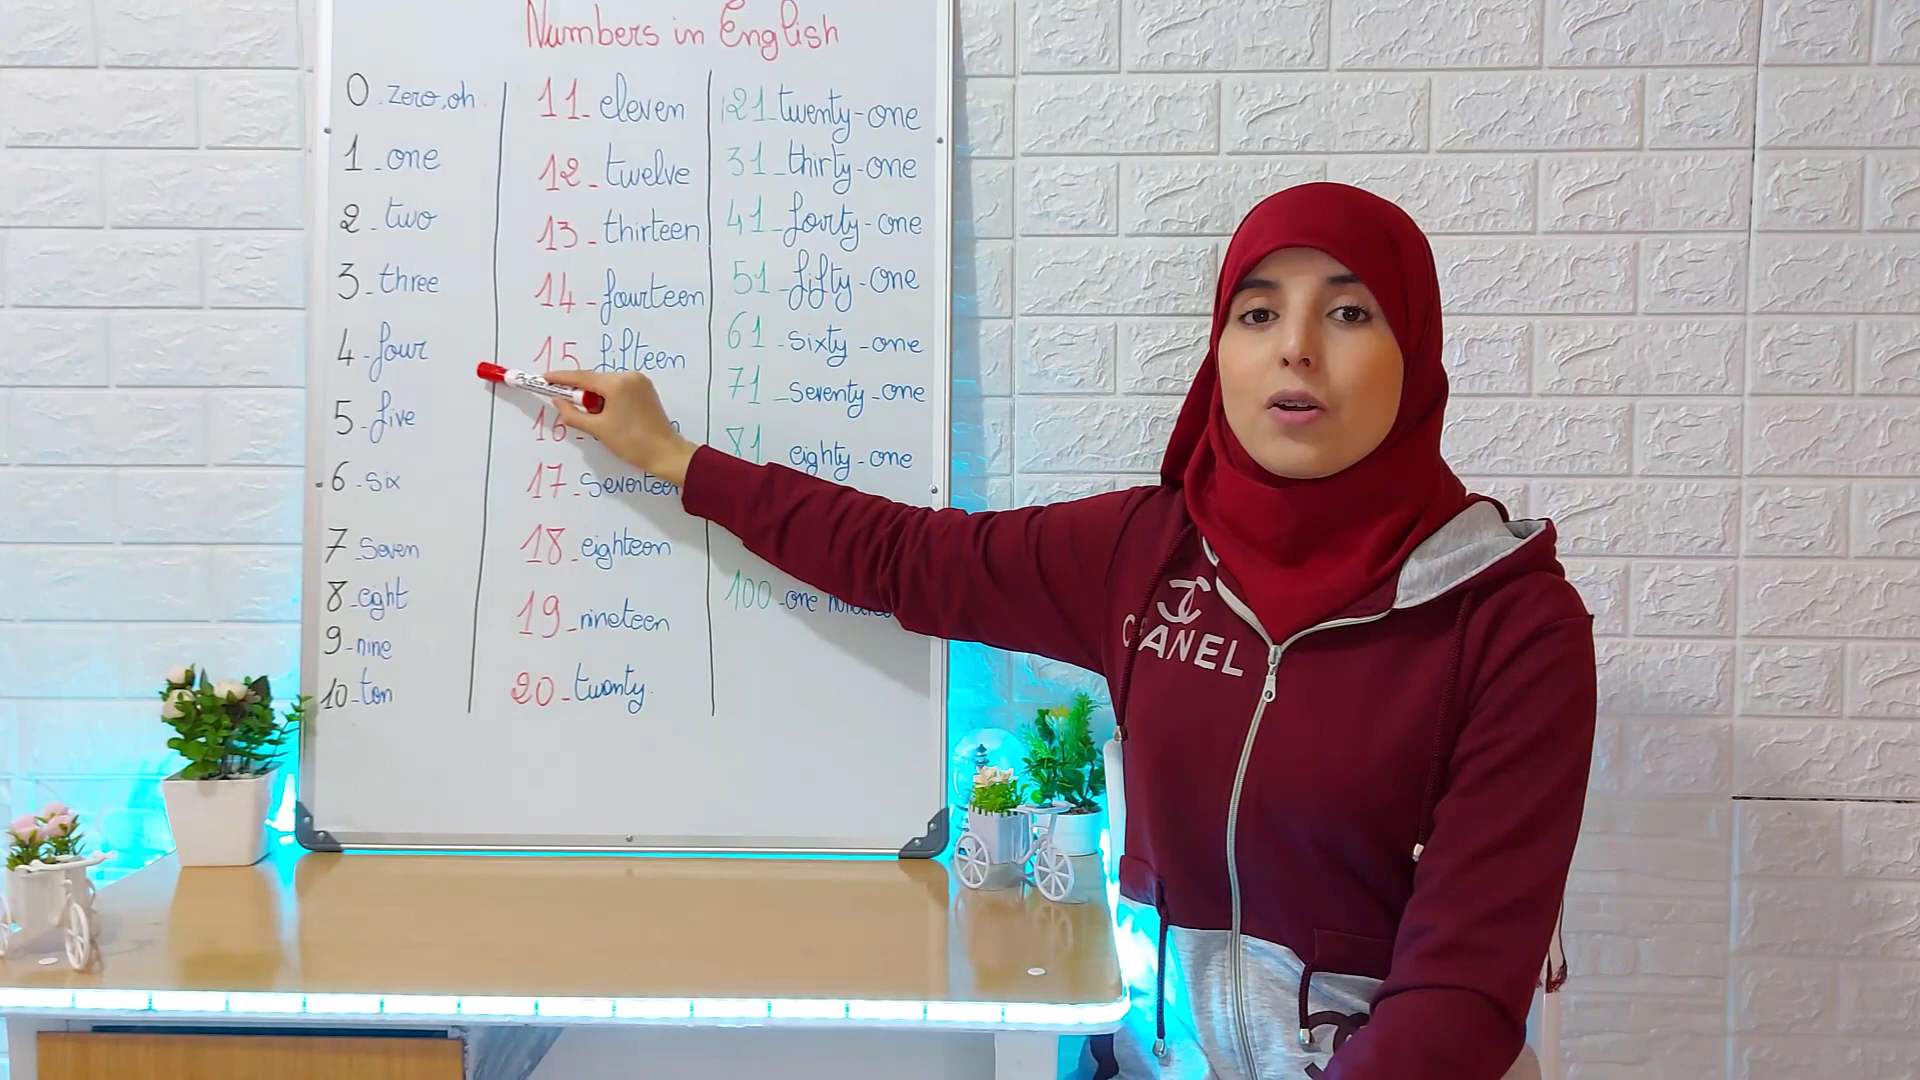 Numbers in English
0 - zero, oh
1 - one
2 - two
3 - three
4 - four
5 - five
6 - six
7 - seven
8 - eight
9 - nine
10 - ten
11 - eleven
12 - twelve
13 - thirteen
14 - fourteen
15 - fifteen
16 -
17 - seventeen
18 - eighteen
19 - nineteen
20 - twenty
21 - twenty-one
31 - thirty-one
41 - forty-one
51 - fifty-one
61 - sixty-one
71 - seventy-one
81 eighty-one
100 - one hundred
CHANEL